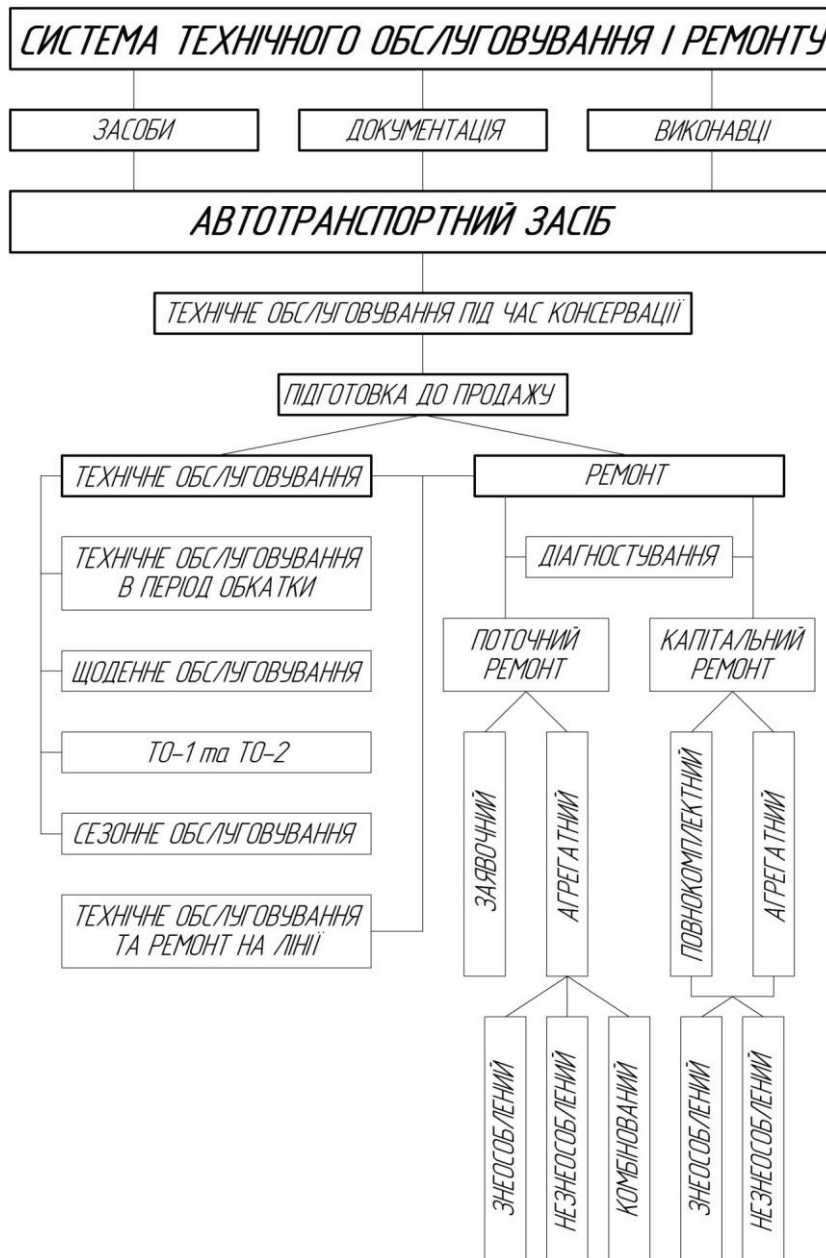 СИСТЕМА ТЕХНІЧНОГО ОБСЛУГОВУВАННЯ І РЕМОНТУ
ЗАСОБИ
ДОКУМЕНТАЦІЯ
ВИКОНАВЦІ
АВТОТРАНСПОРТНИЙ ЗАСІБ
ТЕХНІЧНЕ ОБСЛУГОВУВАННЯ ПІД ЧАС КОНСЕРВАЦІЇ
ПІДГОТОВКА ДО ПРОДАЖУ
ТЕХНІЧНЕ ОБСЛУГОВУВАННЯ
РЕМОНТ
ТЕХНІЧНЕ ОБСЛУГОВУВАННЯ
В ПЕРІОД ОБКАТКИ
ДІАГНОСТУВАННЯ
ЩОДЕННЕ ОБСЛУГОВУВАННЯ
ПОТОЧНИЙ
РЕМОНТ
КАПІТАЛЬНИЙ
РЕМОНТ
ТО-1 та ТО-2
СЕЗОННЕ ОБСЛУГОВУВАННЯ
ТЕХНІЧНЕ ОБСЛУГОВУВАННЯ
ТА РЕМОНТ НА ЛІНІЇ
ЗАЯВОЧНИЙ
АГРЕГАТНИЙ
ПОВНОКОМПЛЕКТНИЙ
АГРЕГАТНИЙ
ЗНЕОСОБЛЕНИЙ
НЕЗНЕОСОБЛЕНИЙ
КОМБІНОВАНИЙ
ЗНЕОСОБЛЕНИЙ
НЕЗНЕОСОБЛЕНИЙ